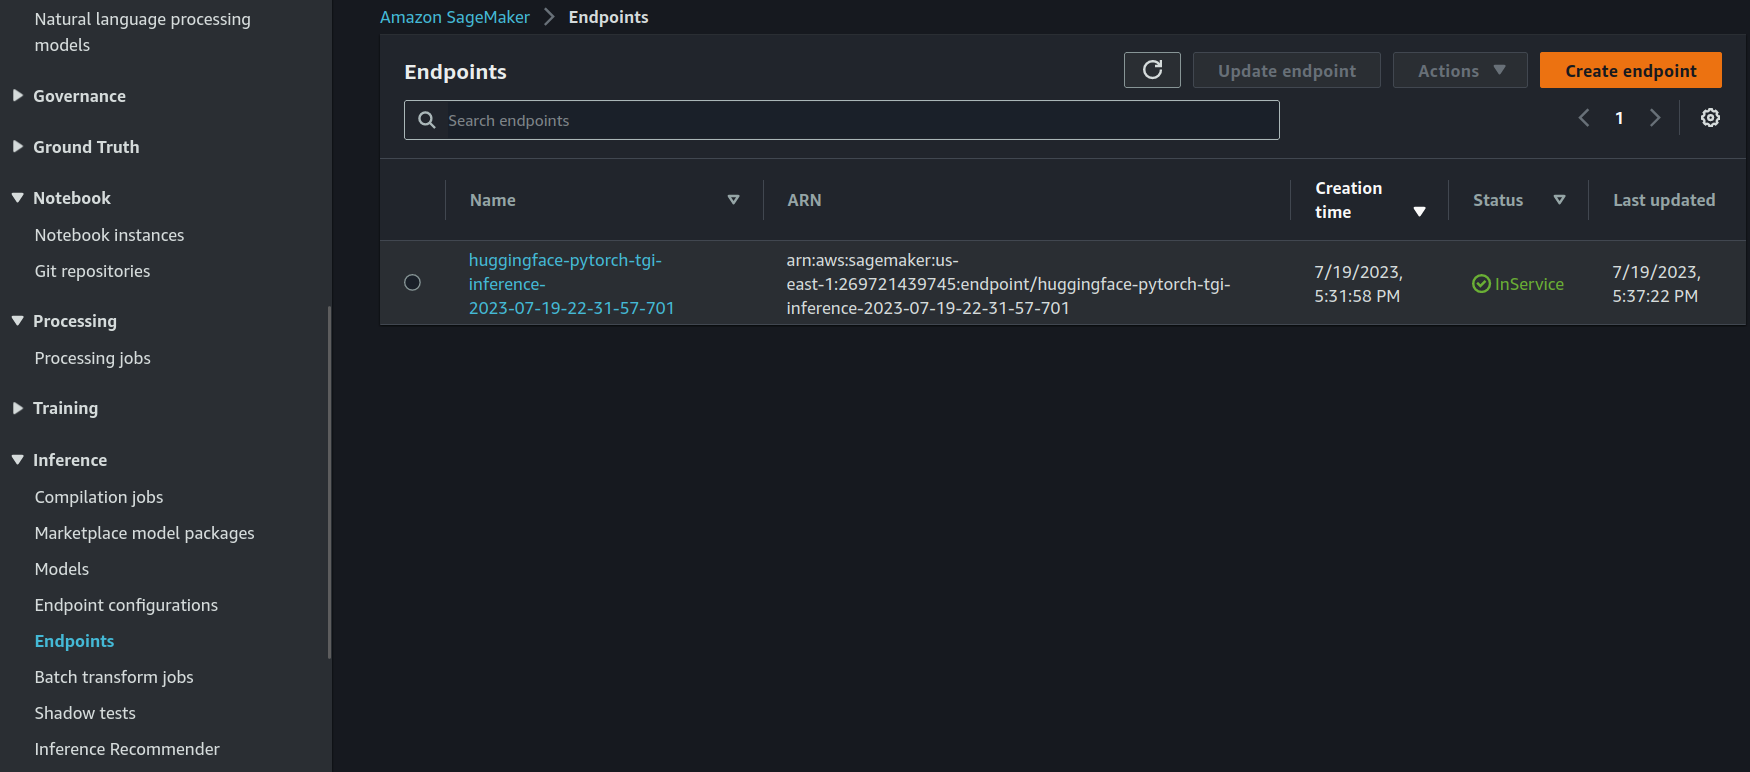 Natural language processing
models
Governance
Ground Truth
Notebook
Notebook instances
Git repositories
Processing
Processing jobs
Training
Inference
Compilation jobs
Marketplace model packages
Models
Endpoint configurations
Endpoints
Batch transform jobs
Shadow tests
Inference Recommender
Amazon SageMaker Endpoints
Endpoints
Update endpoint
Actions
Create endpoint
Search endpoints
1
Name
ARN
Creation
time
Status
Last updated
huggingface-pytorch-tgi-
inference-
2023-07-19-22-31-57-701
arn:aws:sagemaker:us-
east-1:269721439745:endpoint/huggingface-pytorch-tgi-
inference-2023-07-19-22-31-57-701
7/19/2023,
5:31:58 PM
InService
7/19/2023,
5:37:22 PM